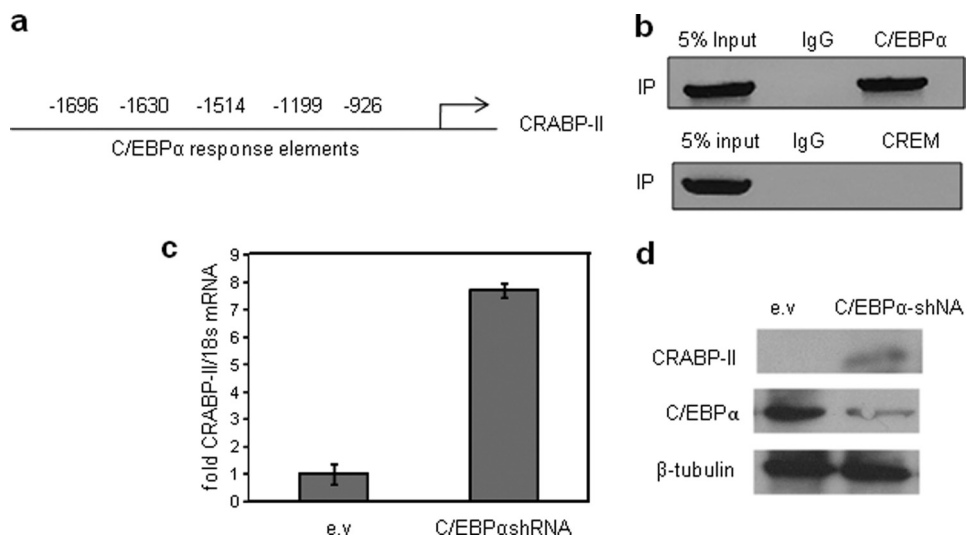 a
-1696 -1630 -1514 -1199 -926
C/EBPα response elements
CRABP-II
b
5% Input IgG C/EBPα
IP
5% input IgG CREM
IP
c
fold CRABP-II/18s mRNA
9
8
7
6
5
4
3
2
1
0
e.v C/EBPαshRNA
d
e.v C/EBPα-shNA
CRABP-II
C/EBPα
β-tubulin